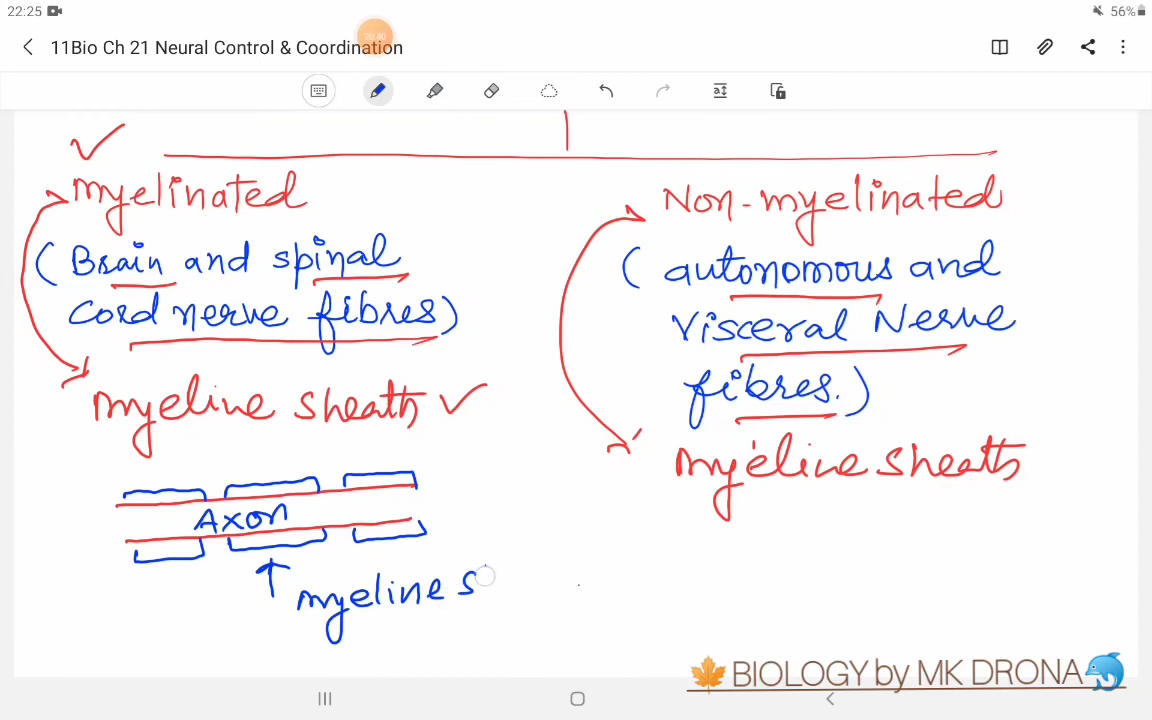 22:25
56%
11Bio Ch 21 Neural Control & Coordination
myelinated
(Brain and spinal
cord nerve fibres)
myeline sheath
Axon
myeline s
Non-myelinated
(autonomous and
visceral Nerve
fibres.)
myeline sheath
BIOLOGY by MK DRONA